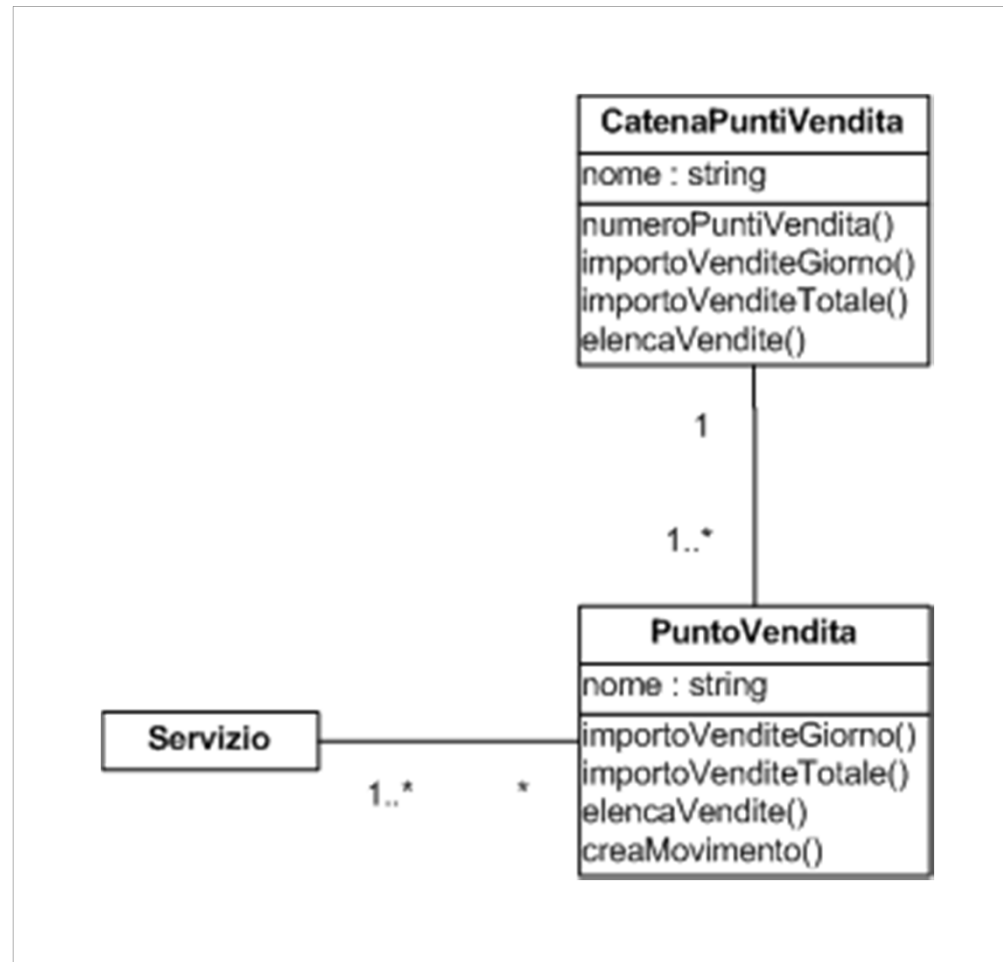 CatenaPuntiVendita
nome : string
numeroPuntiVendita()
importoVenditeGiorno()
importoVenditeTotale()
elencaVendite()
1
1..*
PuntoVendita
nome : string
importoVenditeGiorno()
importoVenditeTotale()
elencaVendite()
creaMovimento()
Servizio
1..*
*